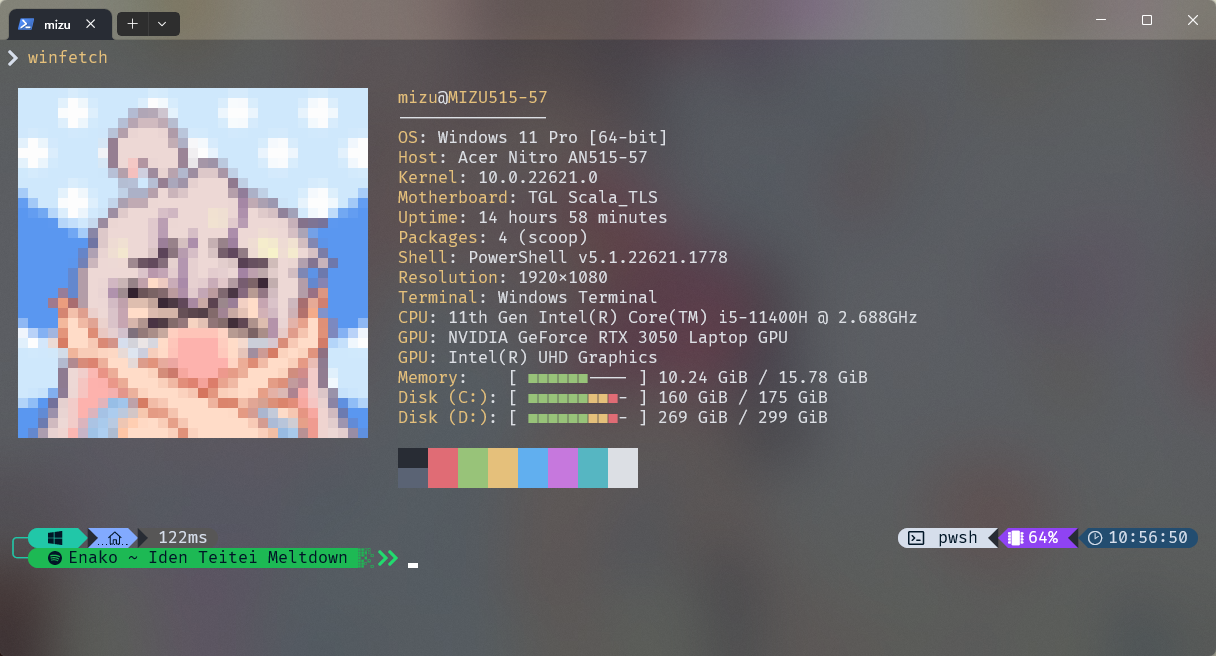 mizu
winfetch
mizu@MIZU515-57
OS: Windows 11 Pro [64-bit]
Host: Acer Nitro AN515-57
Kernel: 10.0.22621.0
Motherboard: TGL Scala_TLS
Uptime: 14 hours 58 minutes
Packages: 4 (scoop)
Shell: PowerShell v5.1.22621.1778
Resolution: 1920×1080
Terminal: Windows Terminal
CPU: 11th Gen Intel(R) Core(TM) i5-11400H @ 2.688GHz
GPU: NVIDIA GeForce RTX 3050 Laptop GPU
GPU: Intel(R) UHD Graphics
Memory: [ ■■■■■■──── ] 10.24 GiB / 15.78 GiB
Disk (C:): [ ■■■■■■■■■- ] 160 GiB / 175 GiB
Disk (D:): [ ■■■■■■■■■- ] 269 GiB / 299 GiB
122ms pwsh 64% 10:56:50
Enako ~ Iden Teitei Meltdown